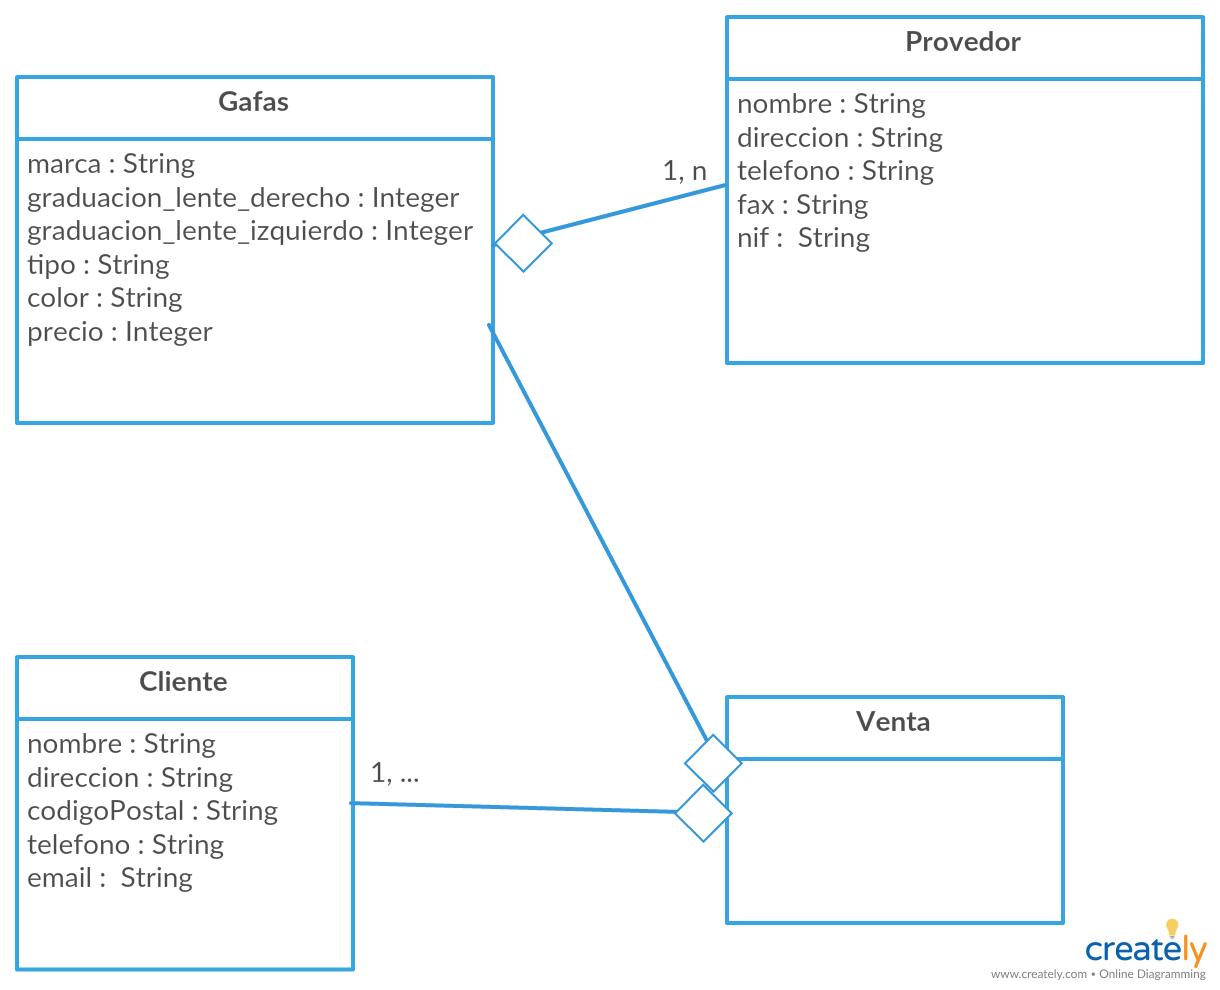 Gafas
marca : String
graduacion_lente_derecho : Integer
graduacion_lente_izquierdo : Integer
tipo : String
color : String
precio : Integer
1, n
Provedor
nombre : String
direccion : String
telefono : String
fax : String
nif :  String
Cliente
nombre : String
direccion : String
codigoPostal : String
telefono : String
email :  String
1, ...
Venta
creately
www.creately.com • Online Diagramming